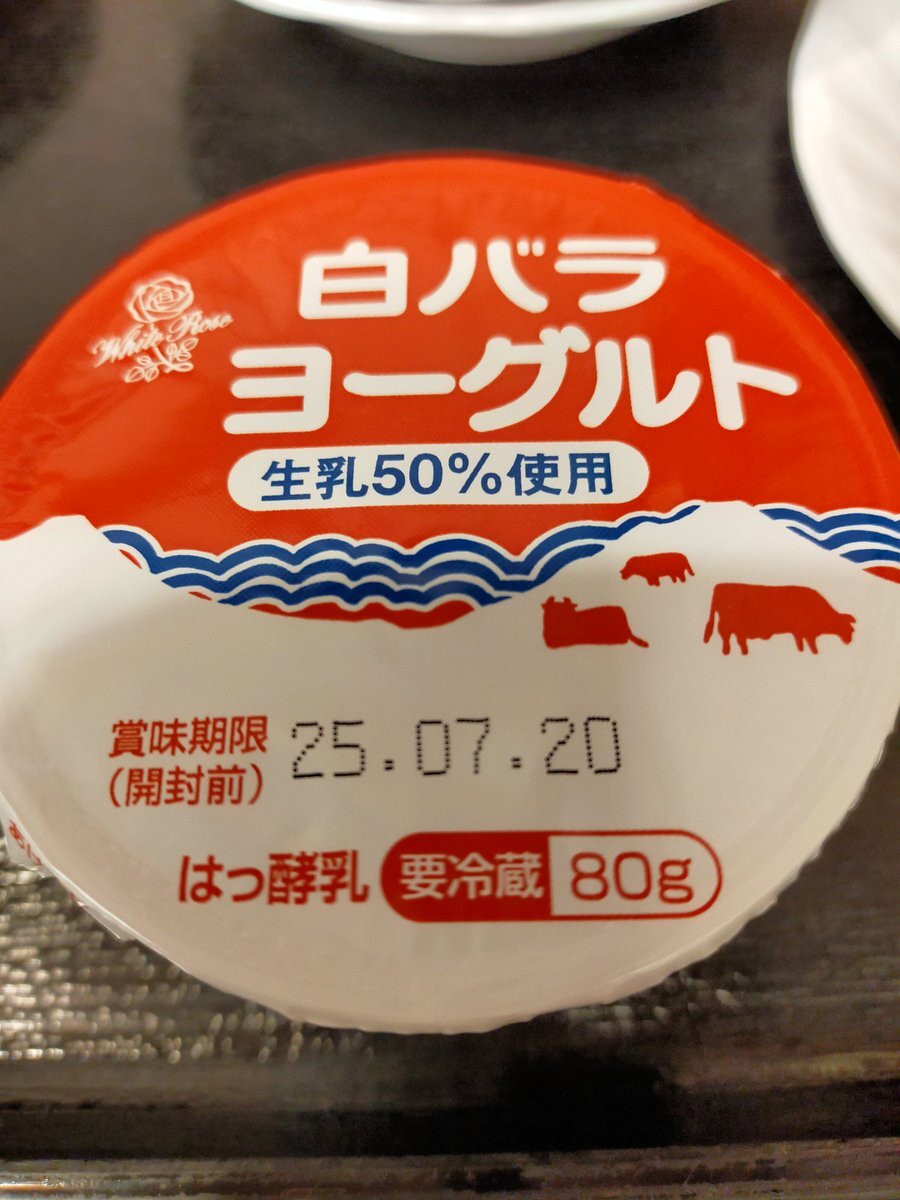 白バラ
White Rose
ヨーグルト
生乳50%使用
賞味期限
(開封前)
25.07.20
はっ酵乳
要冷蔵
80g